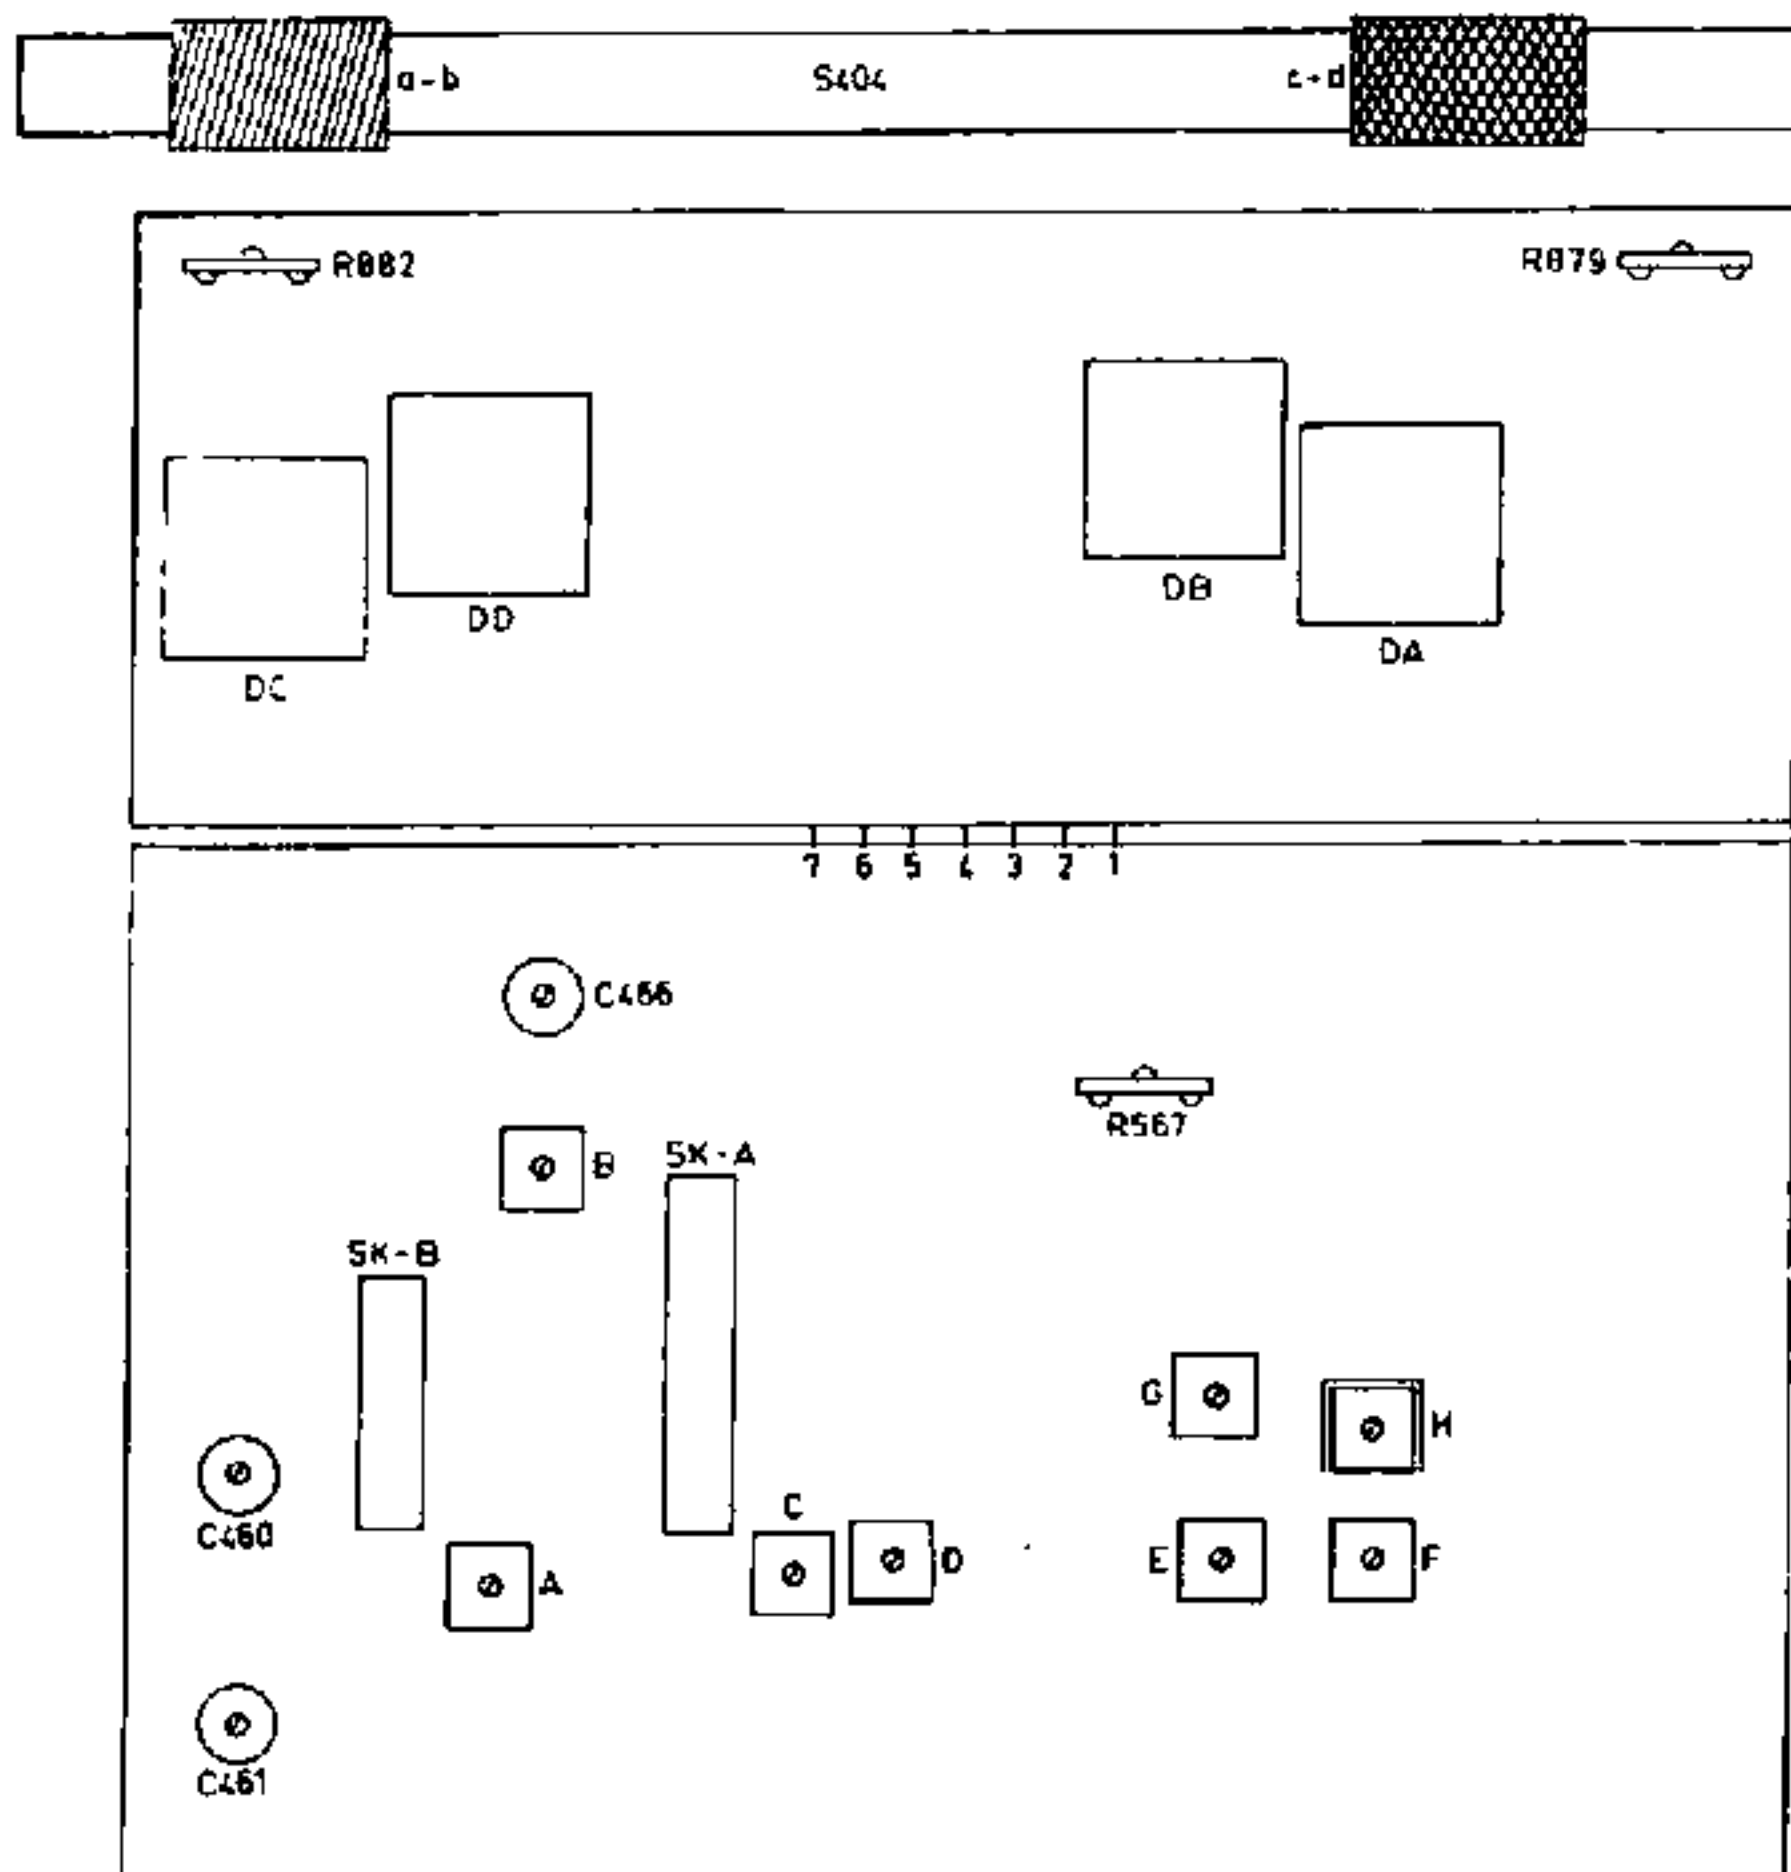 a-b S404 c-d
R882 R879
DB
DD
DA
DC
7 6 5 4 3 2 1
C466
R567
B SK-A
SK-B
G H
C
C460
A D E F
C461